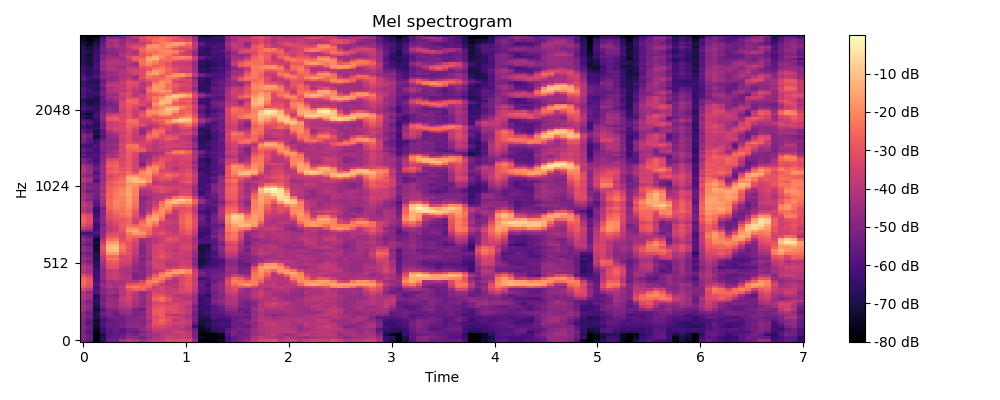 Mel spectrogram
Hz
2048
1024
512
0
0 1 2 3 4 5 6 7
Time
-10 dB
-20 dB
-30 dB
-40 dB
-50 dB
-60 dB
-70 dB
-80 dB